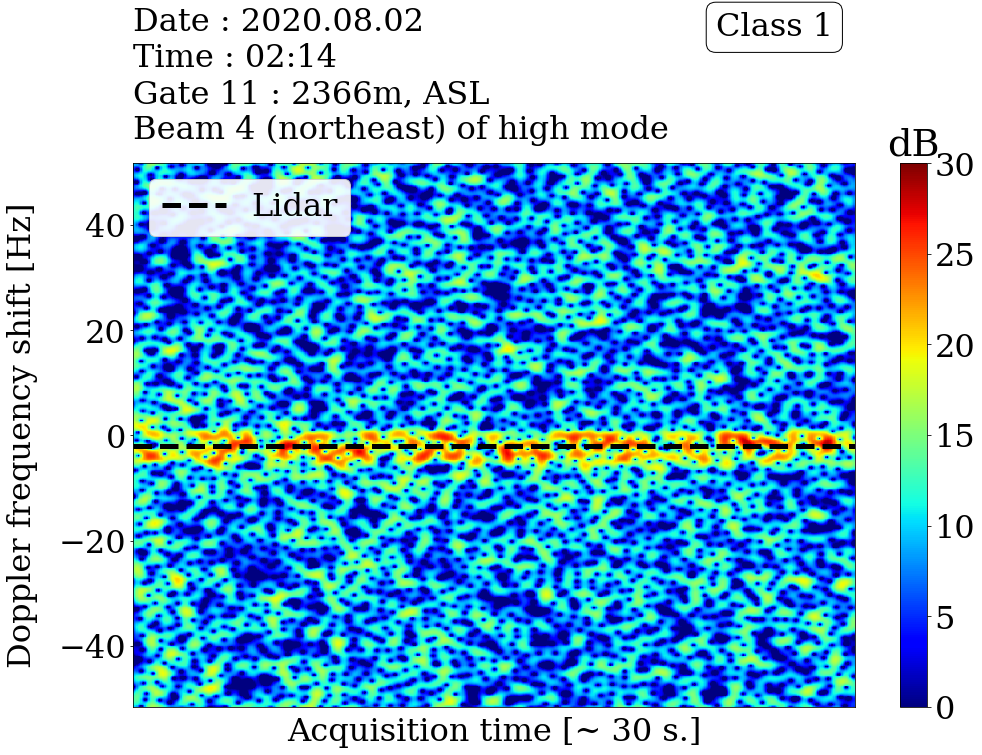 Date : 2020.08.02
Class 1
Time : 02:14
Gate 11 : 2366m, ASL
Beam 4 (northeast) of high mode
dB
Lidar
Doppler frequency shift [Hz]
40
20
0
−20
−40
30
25
20
15
10
5
0
Acquisition time [~ 30 s.]